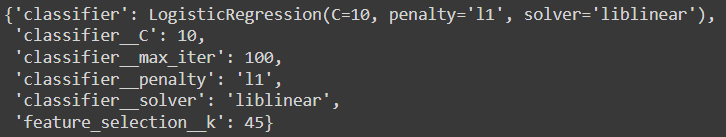 {'classifier': LogisticRegression(C=10, penalty='l1', solver='liblinear'),
 'classifier__C': 10,
 'classifier__max_iter': 100,
 'classifier__penalty': 'l1',
 'classifier__solver': 'liblinear',
 'feature_selection__k': 45}